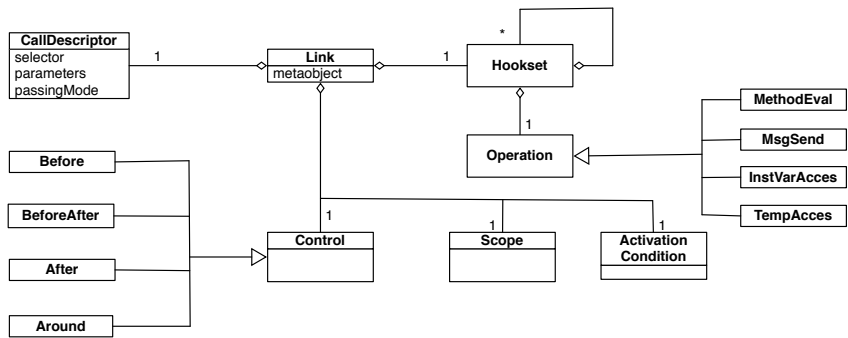 CallDescriptor
selector
parameters
passingMode
1
Link
metaobject
1
*
Hookset
1
Operation
MethodEval
MsgSend
InstVarAcces
TempAcces
Before
BeforeAfter
After
Around
1
Control
1
Scope
1
Activation
Condition